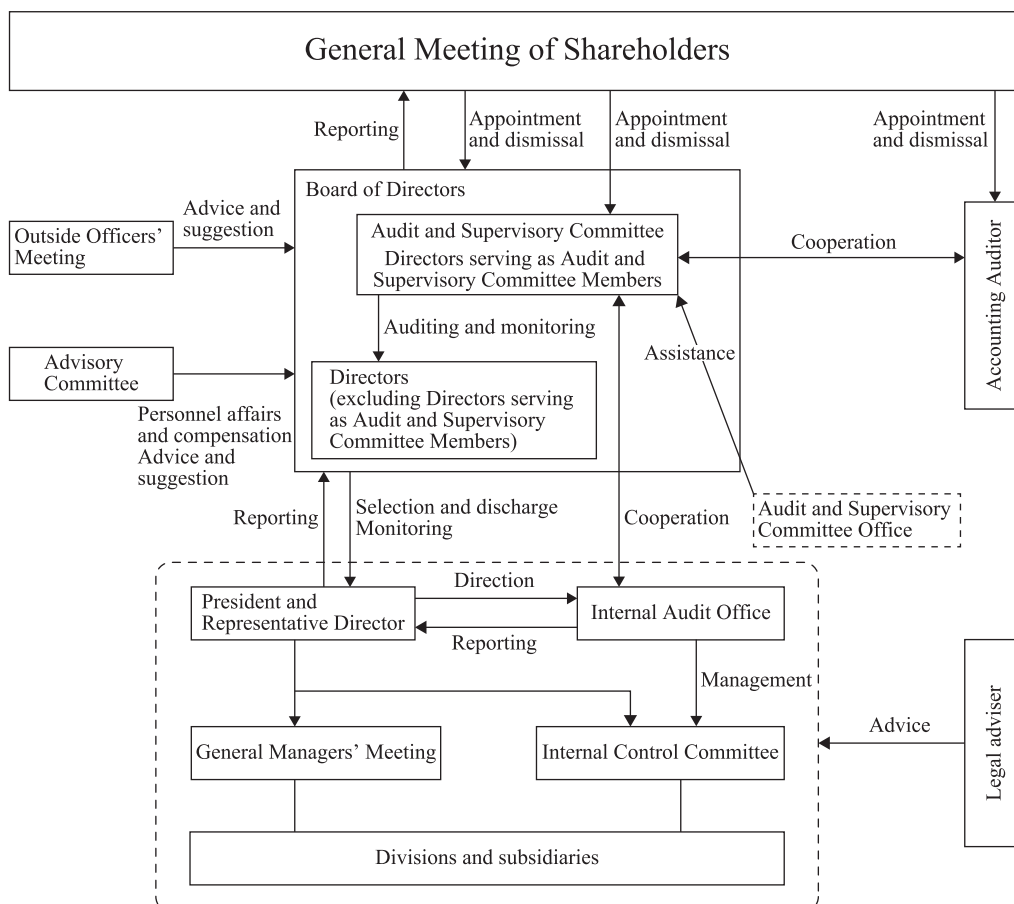 General Meeting of Shareholders
Reporting
Appointment
and dismissal
Appointment
and dismissal
Appointment
and dismissal
Board of Directors
Outside Officers’
Meeting
Advice and
suggestion
Audit and Supervisory Committee
Directors serving as Audit and
Supervisory Committee Members
Cooperation
Accounting Auditor
Auditing and monitoring
Assistance
Advisory
Committee
Directors
(excluding Directors serving
as Audit and Supervisory
Committee Members)
Personnel affairs
and compensation
Advice and
suggestion
Reporting
Selection and discharge
Monitoring
Cooperation
Audit and Supervisory
Committee Office
President and
Representative Director
Direction
Reporting
Internal Audit Office
Management
General Managers’ Meeting
Internal Control Committee
Advice
Legal adviser
Divisions and subsidiaries